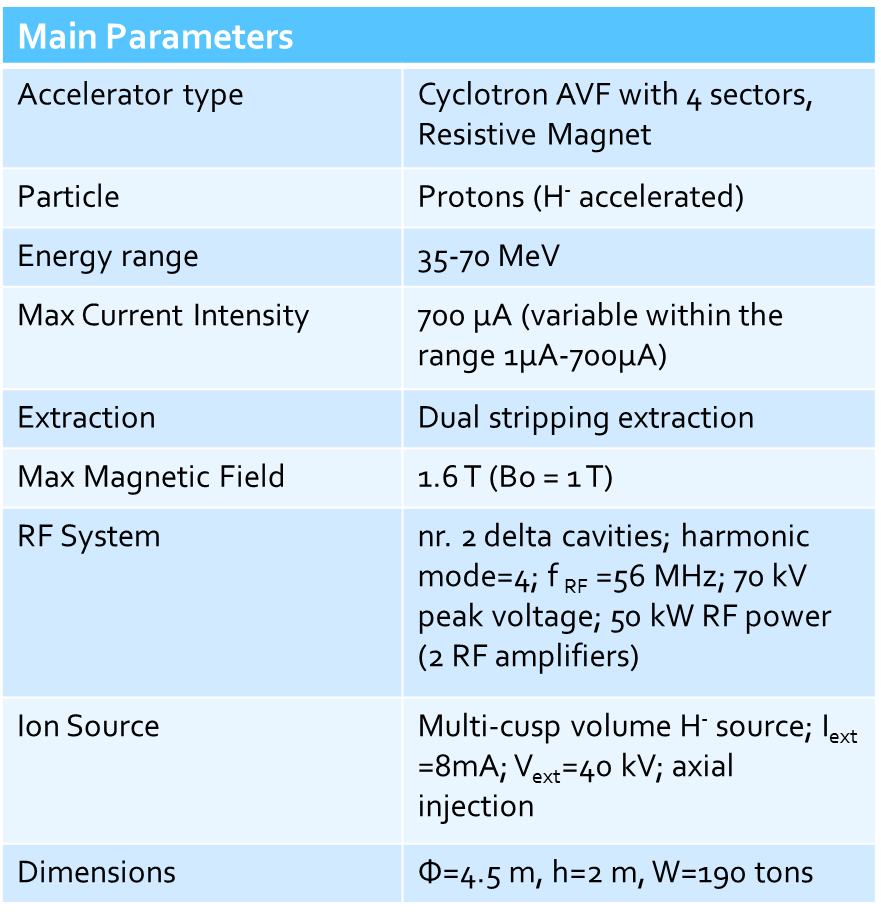 Main Parameters
Accelerator type
Cyclotron AVF with 4 sectors,
Resistive Magnet
Particle
Protons (H⁻ accelerated)
Energy range
35-70 MeV
Max Current Intensity
700 µA (variable within the
range 1µA-700µA)
Extraction
Dual stripping extraction
Max Magnetic Field
1.6 T (Bo = 1 T)
RF System
nr. 2 delta cavities; harmonic
mode=4; f RF =56 MHz; 70 kV
peak voltage; 50 kW RF power
(2 RF amplifiers)
Ion Source
Multi-cusp volume H⁻ source; Iext
=8mA; Vext=40 kV; axial
injection
Dimensions
Φ=4.5 m, h=2 m, W=190 tons